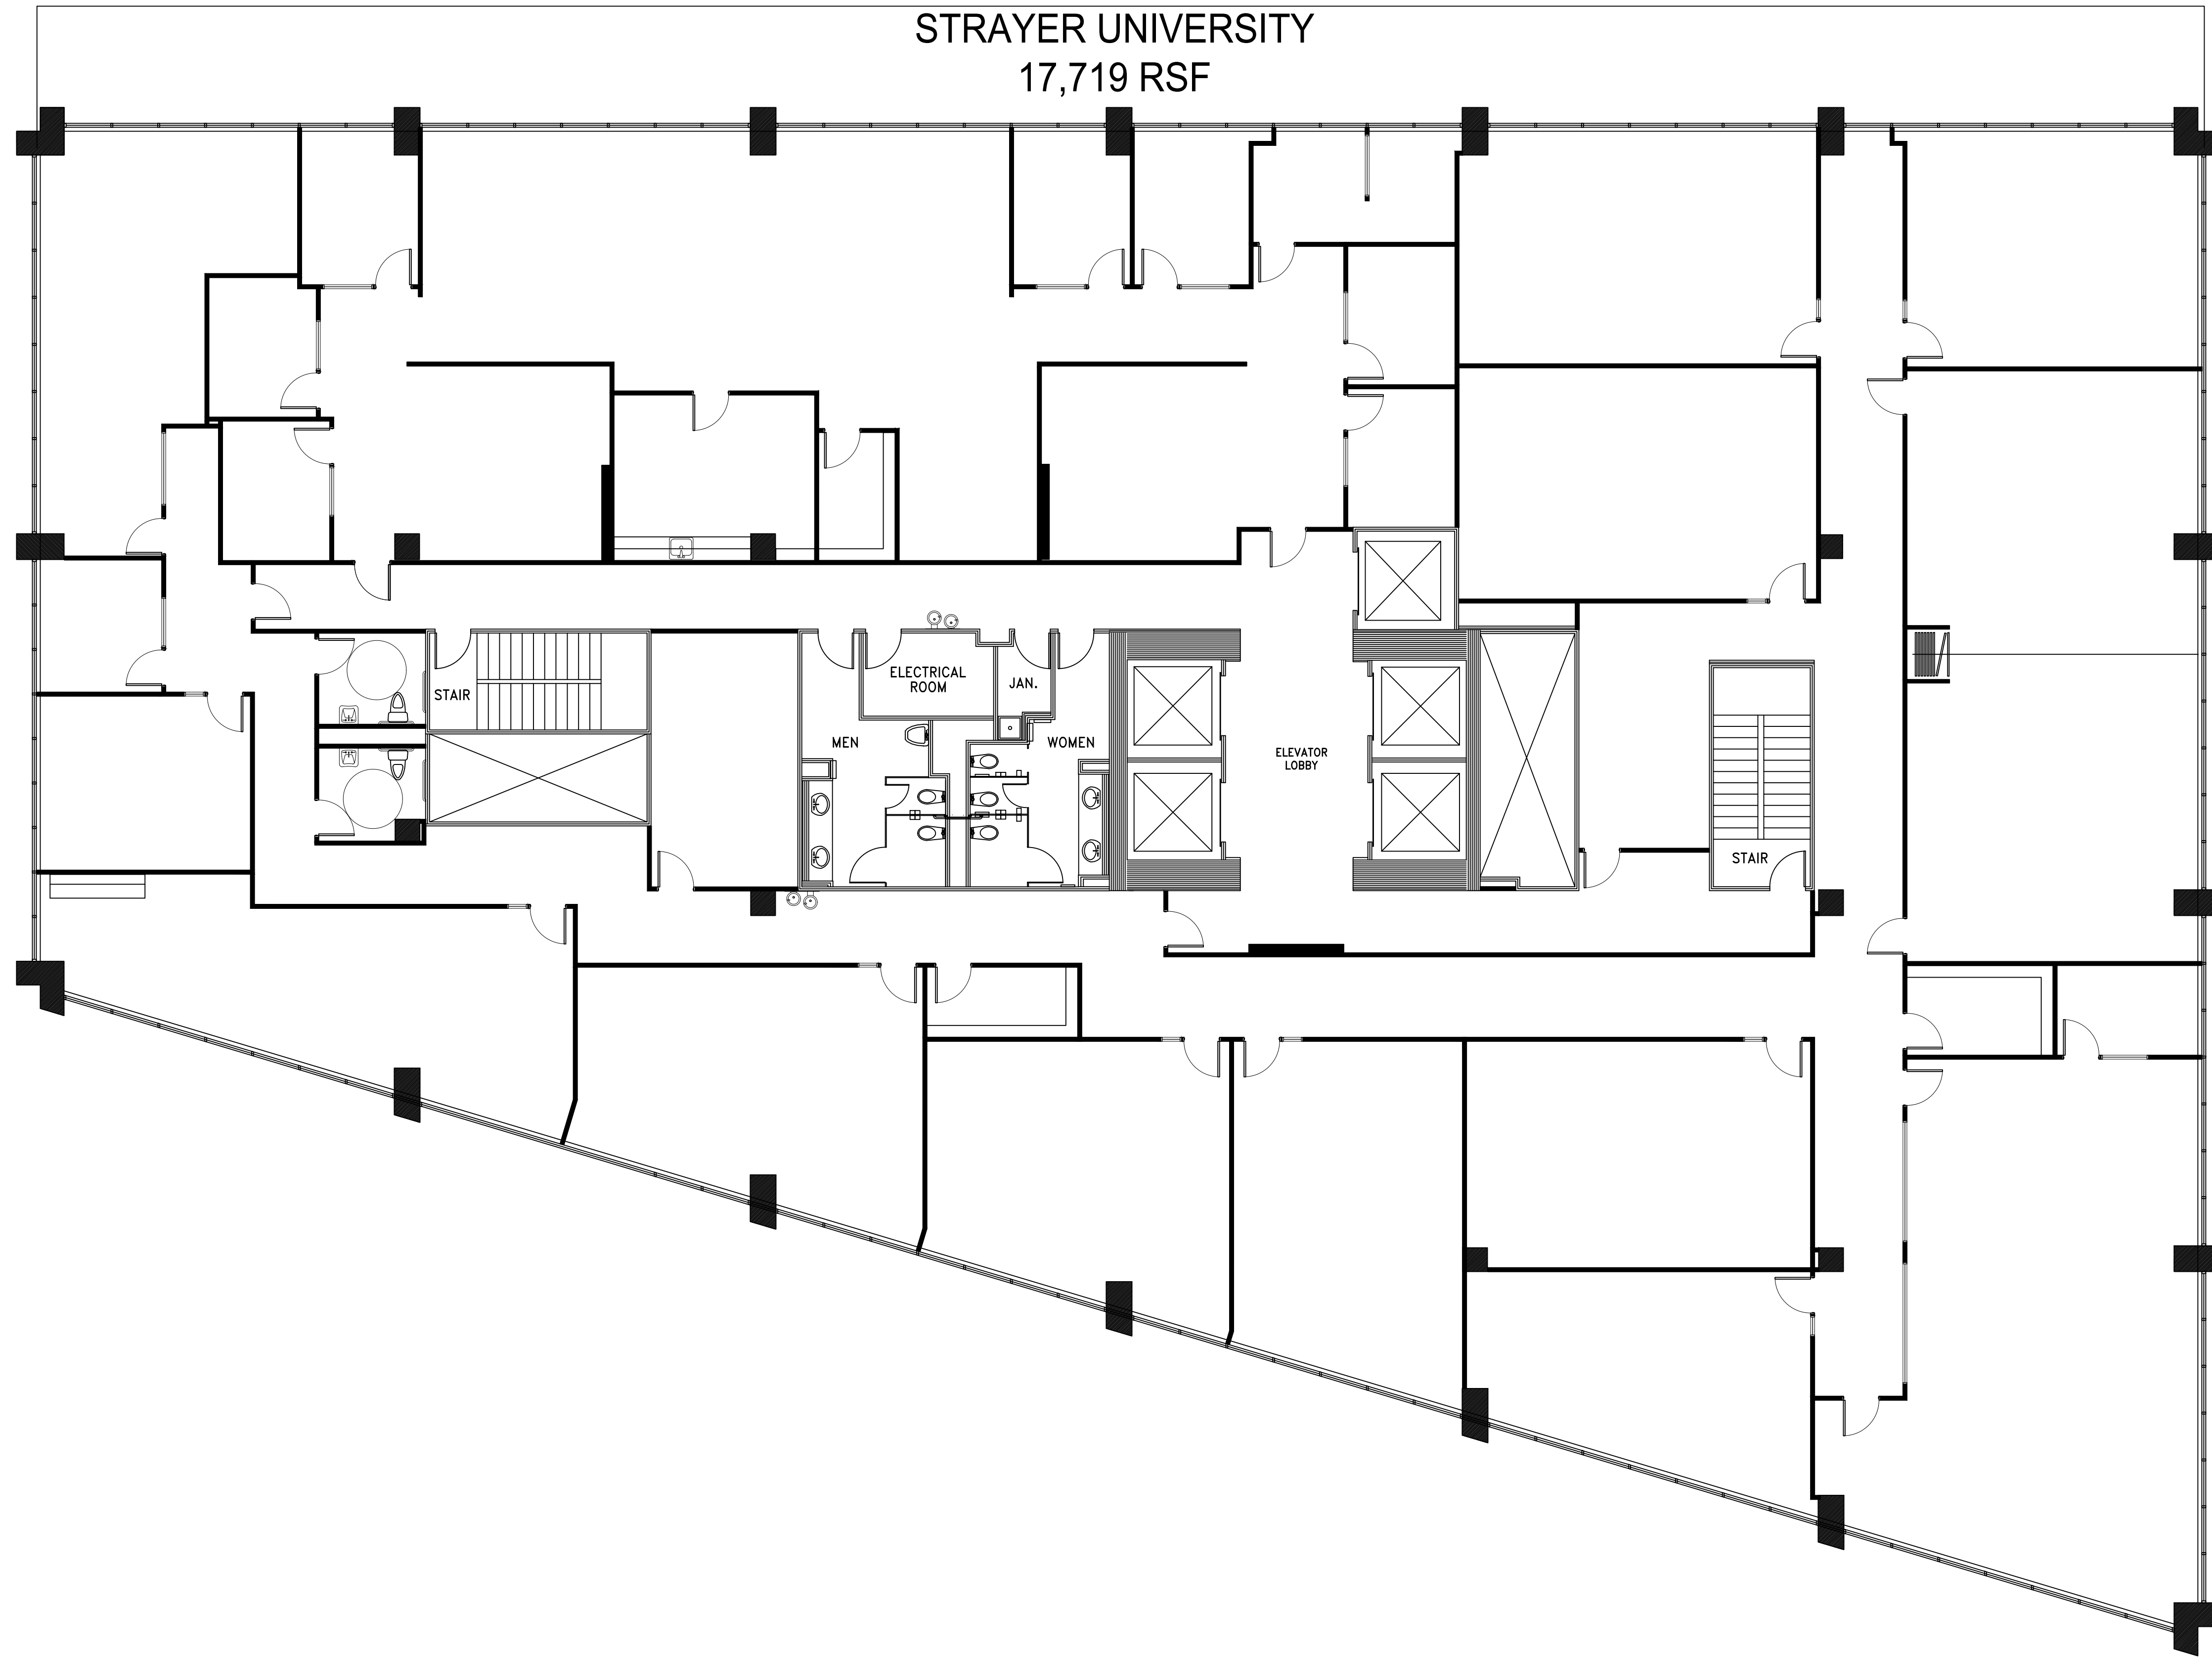 STRAYER UNIVERSITY
17,719 RSF
ELECTRICAL
ROOM
JAN.
STAIR
MEN
WOMEN
ELEVATOR
LOBBY
STAIR